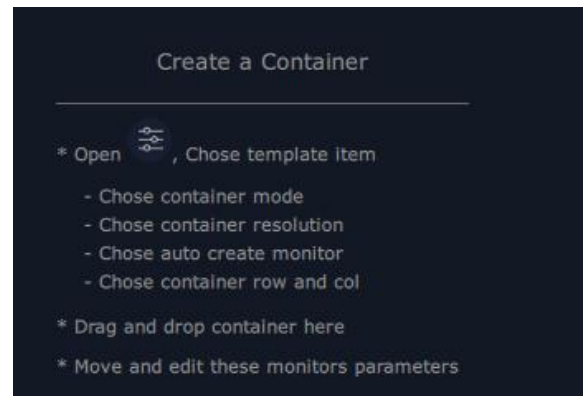 Create a Container
* Open , Chose template item
- Chose container mode
- Chose container resolution
- Chose auto create monitor
- Chose container row and col
* Drag and drop container here
* Move and edit these monitors parameters